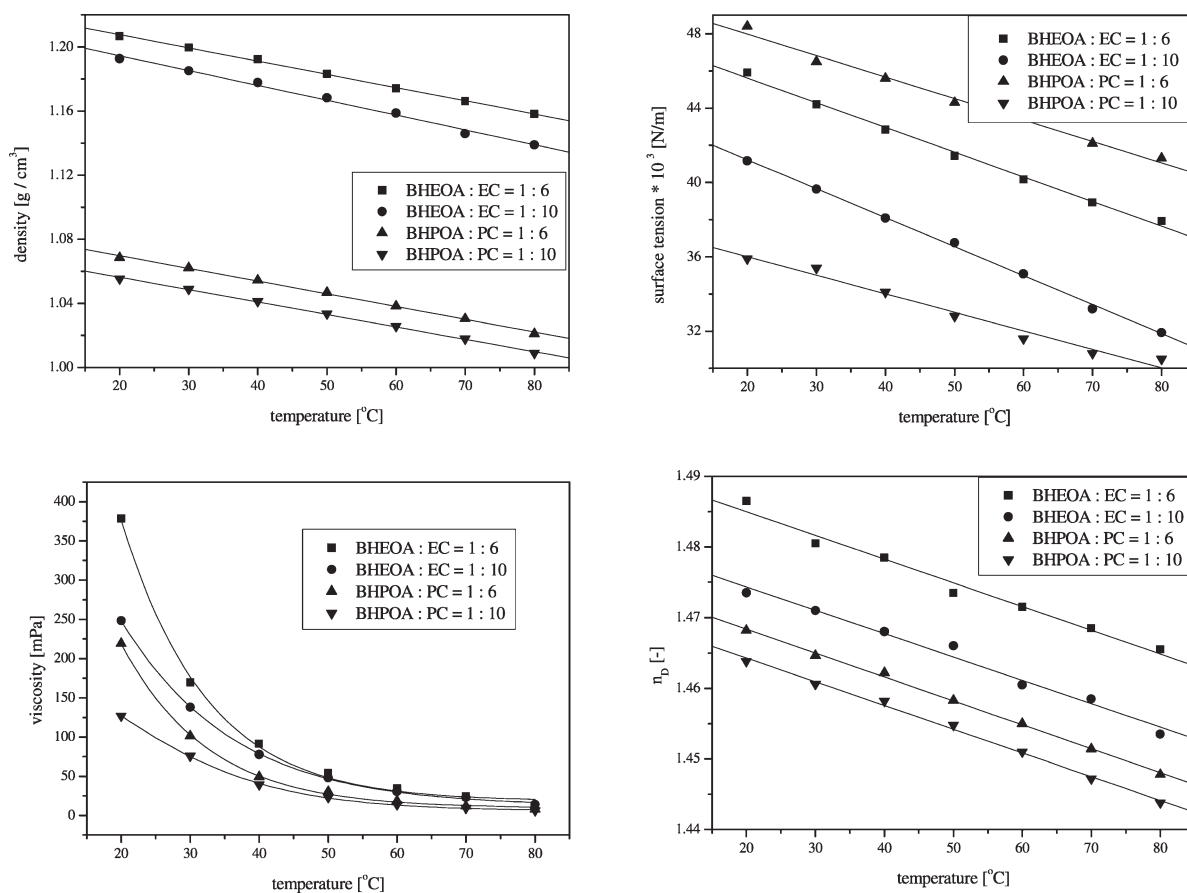 1.20
1.16
1.12
1.08
1.04
1.00
density [g / cm3]
BHEOA : EC = 1 : 6
BHEOA : EC = 1 : 10
BHPOA : PC = 1 : 6
BHPOA : PC = 1 : 10
20 30 40 50 60 70 80
temperature [oC]
48
44
40
36
32
surface tension * 10 3 [N/m]
BHEOA : EC = 1 : 6
BHEOA : EC = 1 : 10
BHPOA : PC = 1 : 6
BHPOA : PC = 1 : 10
20 30 40 50 60 70 80
temperature [oC]
400
350
300
250
200
150
100
50
0
viscosity [mPa]
BHEOA : EC = 1 : 6
BHEOA : EC = 1 : 10
BHPOA : PC = 1 : 6
BHPOA : PC = 1 : 10
20 30 40 50 60 70 80
temperature [oC]
1.49
1.48
1.47
1.46
1.45
1.44
nD [-]
BHEOA : EC = 1 : 6
BHEOA : EC = 1 : 10
BHPOA : PC = 1 : 6
BHPOA : PC = 1 : 10
20 30 40 50 60 70 80
temperature [oC]